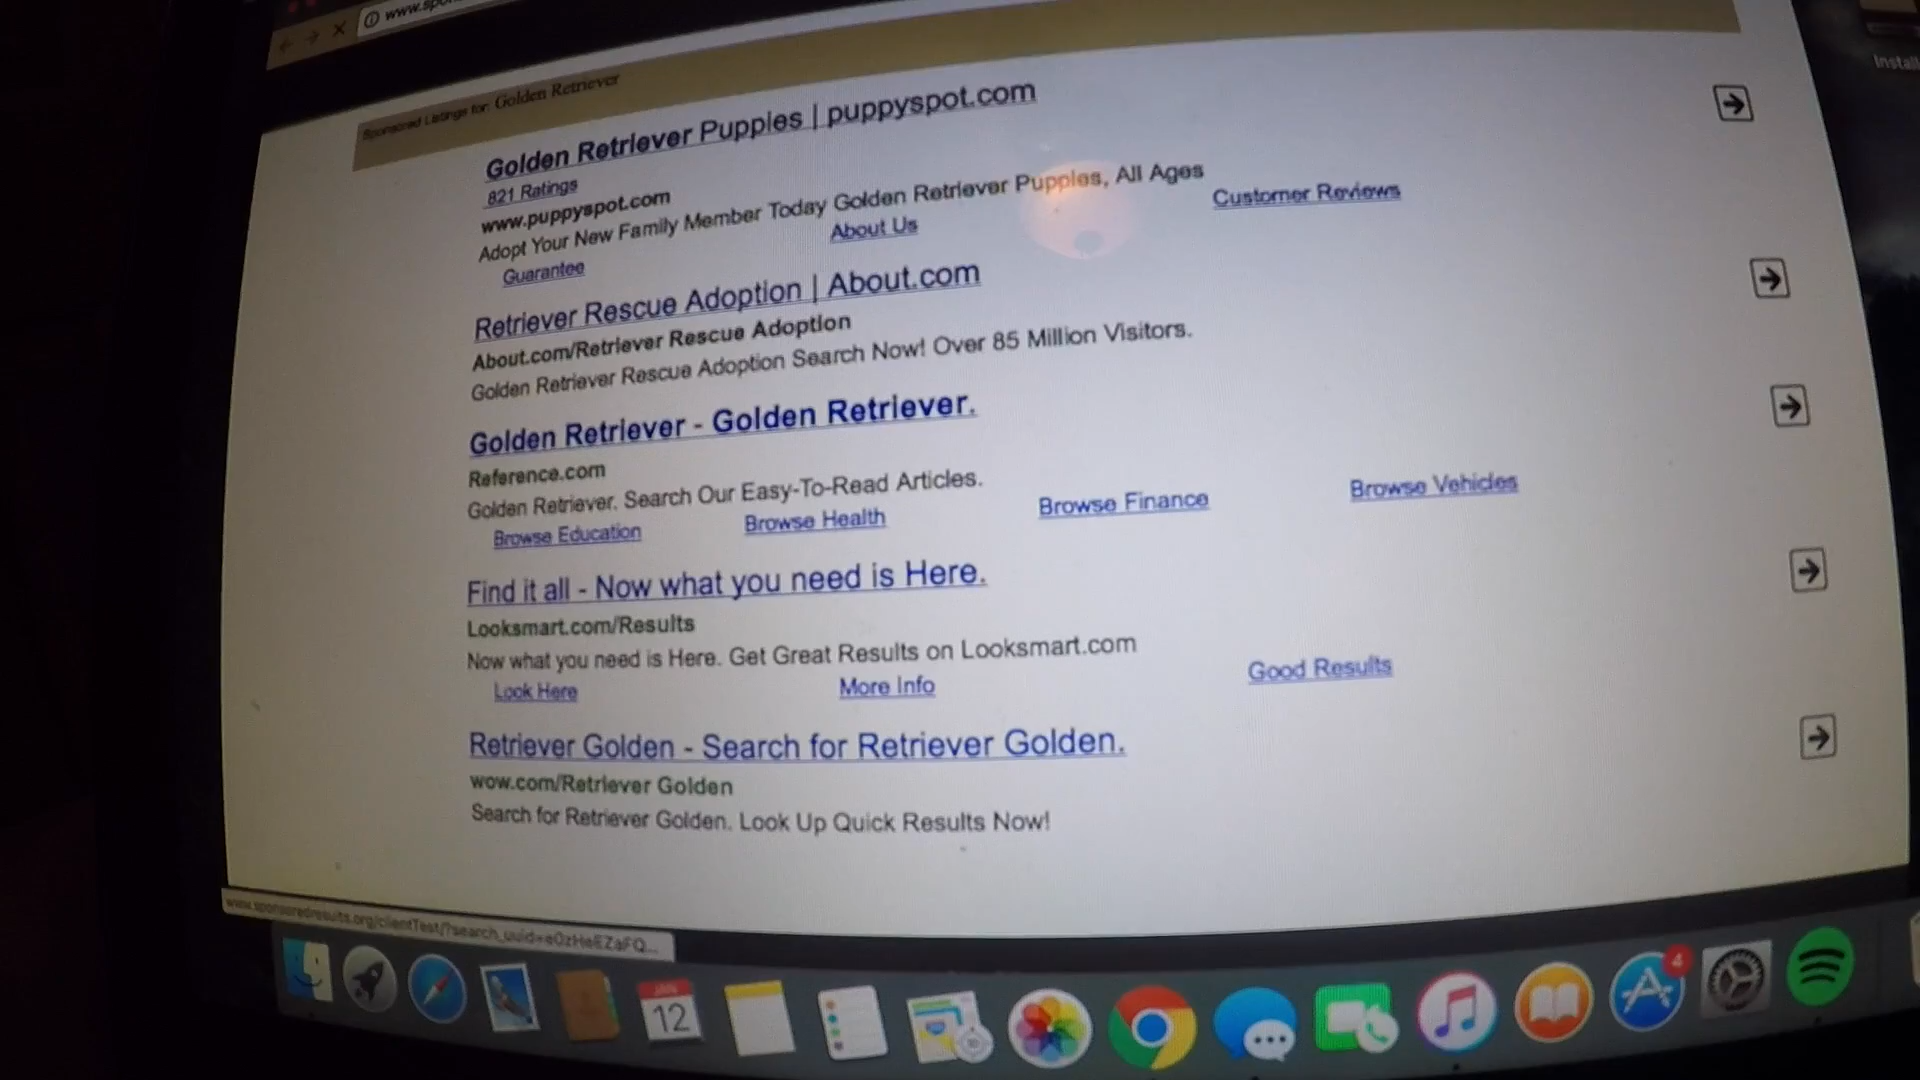 www.spo
Sponsored Listings for: Golden Retriever
Golden Retriever Puppies | puppyspot.com
821 Ratings
www.puppyspot.com
Adopt Your New Family Member Today Golden Retriever Puppies, All Ages
Guarantee About Us Customer Reviews
Retriever Rescue Adoption | About.com
About.com/Retriever Rescue Adoption
Golden Retriever Rescue Adoption Search Now! Over 85 Million Visitors.
Golden Retriever - Golden Retriever.
Reference.com
Golden Retriever. Search Our Easy-To-Read Articles.
Browse Education Browse Health Browse Finance Browse Vehicles
Find it all - Now what you need is Here.
Looksmart.com/Results
Now what you need is Here. Get Great Results on Looksmart.com
Look Here More Info Good Results
Retriever Golden - Search for Retriever Golden.
wow.com/Retriever Golden
Search for Retriever Golden. Look Up Quick Results Now!
www.sponsoredresults.org/clientTest/?search_uuid=eOzHeEZaFQ...
Install
JAN
12
4